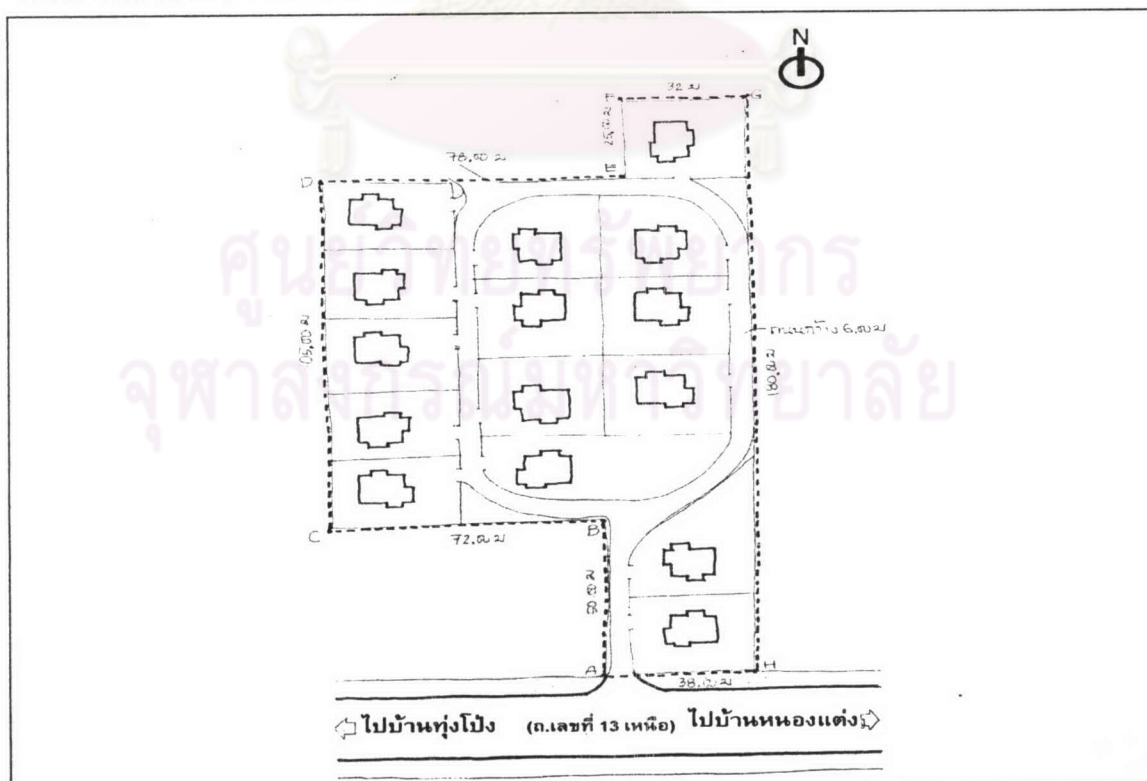 N
F 32 ม G
25.00 ม
78.00 ม
E
D
ศูนย์วิทยทรัพยากร
05.00 ม
ถนนกว้าง 6.00 ม
จุฬาลงกรณ์มหาวิทยาลัย
180.00 ม
C
72.00 ม
B
50.00 ม
A
38.00 ม
H
ไปบ้านทุ่งโป้ง (ถ.เลขที่ 13 เหนือ) ไปบ้านหนองแต่ง